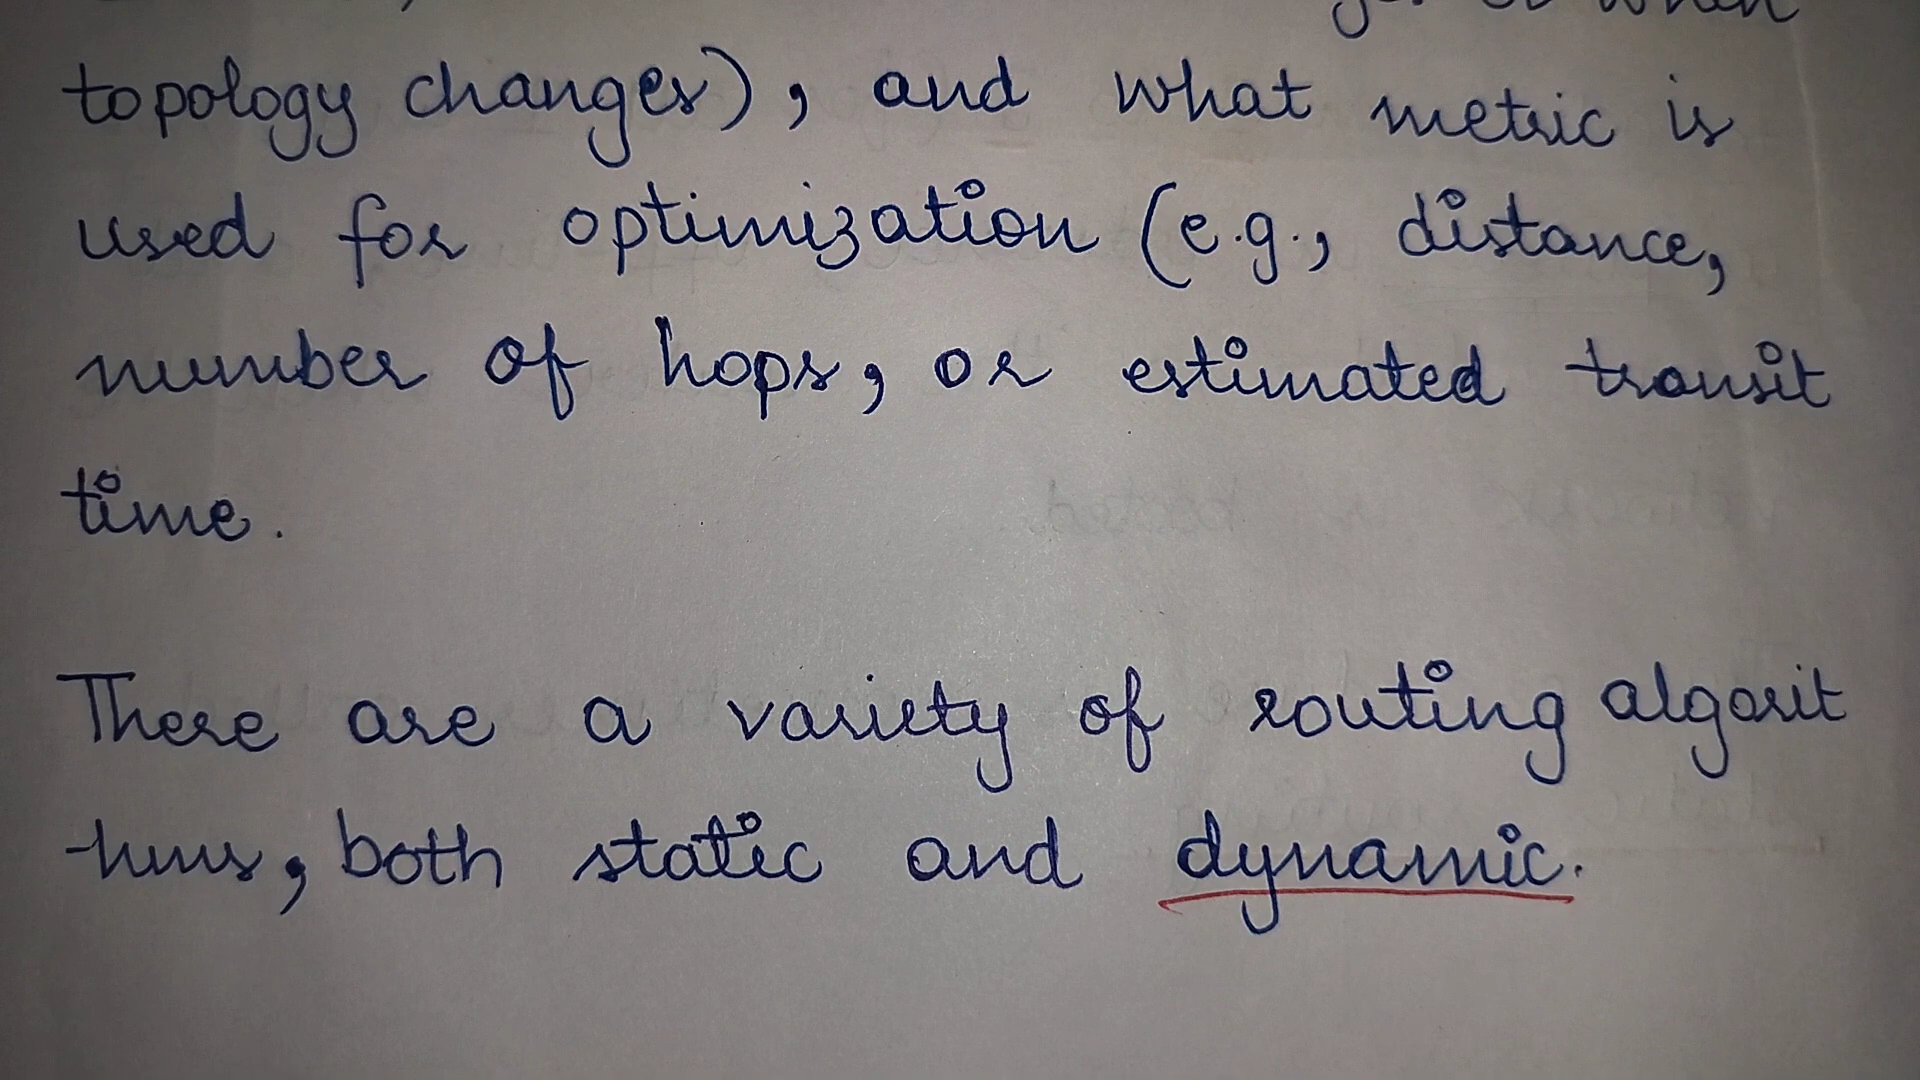 when
topology changes), and what metric is
used for optimization (e.g., distance,
number of hops, or estimated transit
time.
There are a variety of routing algorit
hms, both static and dynamic.